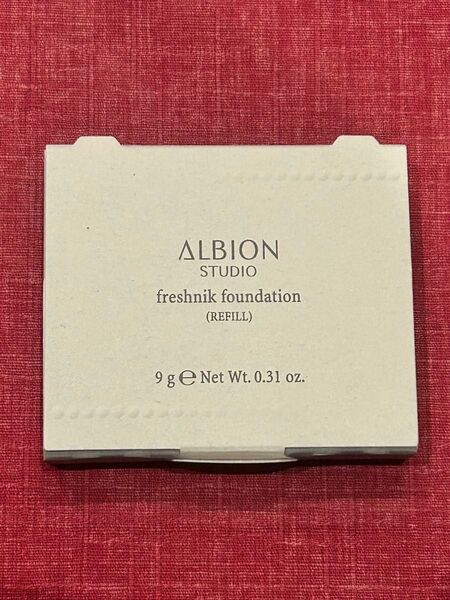 ALBION
STUDIO
freshnik foundation
(REFILL)
9 g ℮ Net Wt. 0.31 oz.